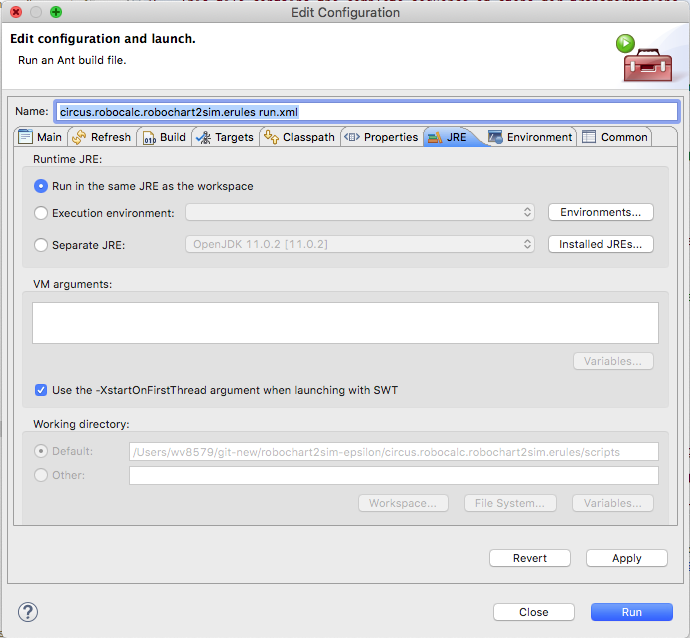 Edit Configuration
Edit configuration and launch.
Run an Ant build file.
Name: circus.robocalc.robochart2sim.erules run.xml
Main Refresh Build Targets Classpath Properties JRE Environment Common
Runtime JRE:
Run in the same JRE as the workspace
Execution environment: Environments...
Separate JRE: OpenJDK 11.0.2 [11.0.2] Installed JREs...
VM arguments:
Variables...
Use the -XstartOnFirstThread argument when launching with SWT
Working directory:
Default: /Users/wv8579/git-new/robochart2sim-epsilon/circus.robocalc.robochart2sim.erules/scripts
Other:
Workspace... File System... Variables...
Revert Apply
? Close Run